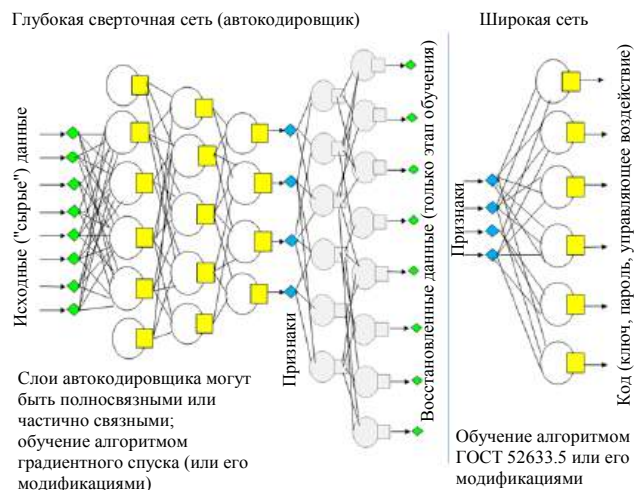 Глубокая сверточная сеть (автокодировщик)
Широкая сеть
Исходные ("сырые") данные
Признаки
Восстановленные данные (только этап обучения)
Признаки
Код (ключ, пароль, управляющее воздействие)
Слои автокодировщика могут
быть полносвязными или
частично связными;
обучение алгоритмом
градиентного спуска (или его
модификациями)
Обучение алгоритмом
ГОСТ 52633.5 или его
модификациями